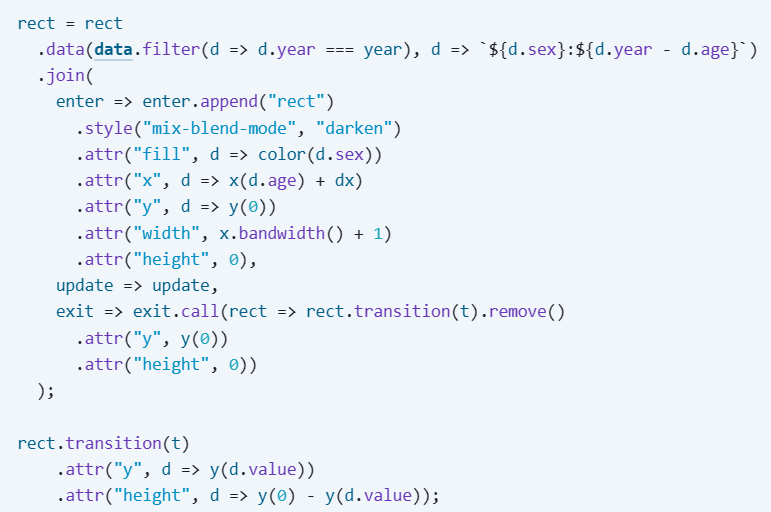 rect = rect
  .data(data.filter(d => d.year === year), d => `${d.sex}:${d.year - d.age}`)
  .join(
    enter => enter.append("rect")
      .style("mix-blend-mode", "darken")
      .attr("fill", d => color(d.sex))
      .attr("x", d => x(d.age) + dx)
      .attr("y", d => y(0))
      .attr("width", x.bandwidth() + 1)
      .attr("height", 0),
    update => update,
    exit => exit.call(rect => rect.transition(t).remove()
      .attr("y", y(0))
      .attr("height", 0))
  );

rect.transition(t)
    .attr("y", d => y(d.value))
    .attr("height", d => y(0) - y(d.value));